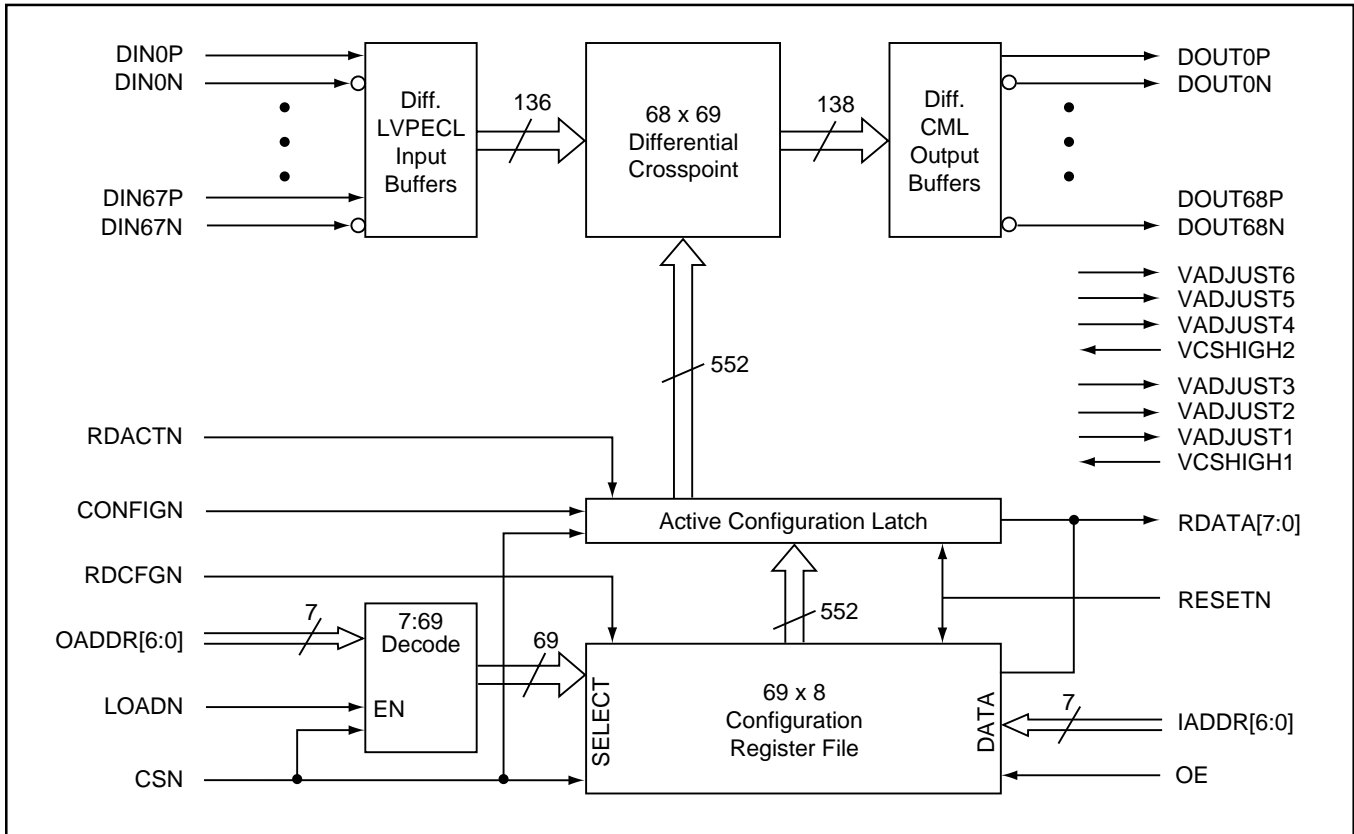 DIN0P
DIN0N
DIN67P
DIN67N
Diff.
LVPECL
Input
Buffers
136
68 x 69
Differential
Crosspoint
138
Diff.
CML
Output
Buffers
DOUT0P
DOUT0N
DOUT68P
DOUT68N
VADJUST6
VADJUST5
VADJUST4
VCSHIGH2
VADJUST3
VADJUST2
VADJUST1
VCSHIGH1
552
RDACTN
CONFIGN
Active Configuration Latch
RDATA[7:0]
RDCFGN
RESETN
552
OADDR[6:0]
7
7:69
Decode
EN
69
LOADN
CSN
SELECT
69 x 8
Configuration
Register File
DATA
7
IADDR[6:0]
OE